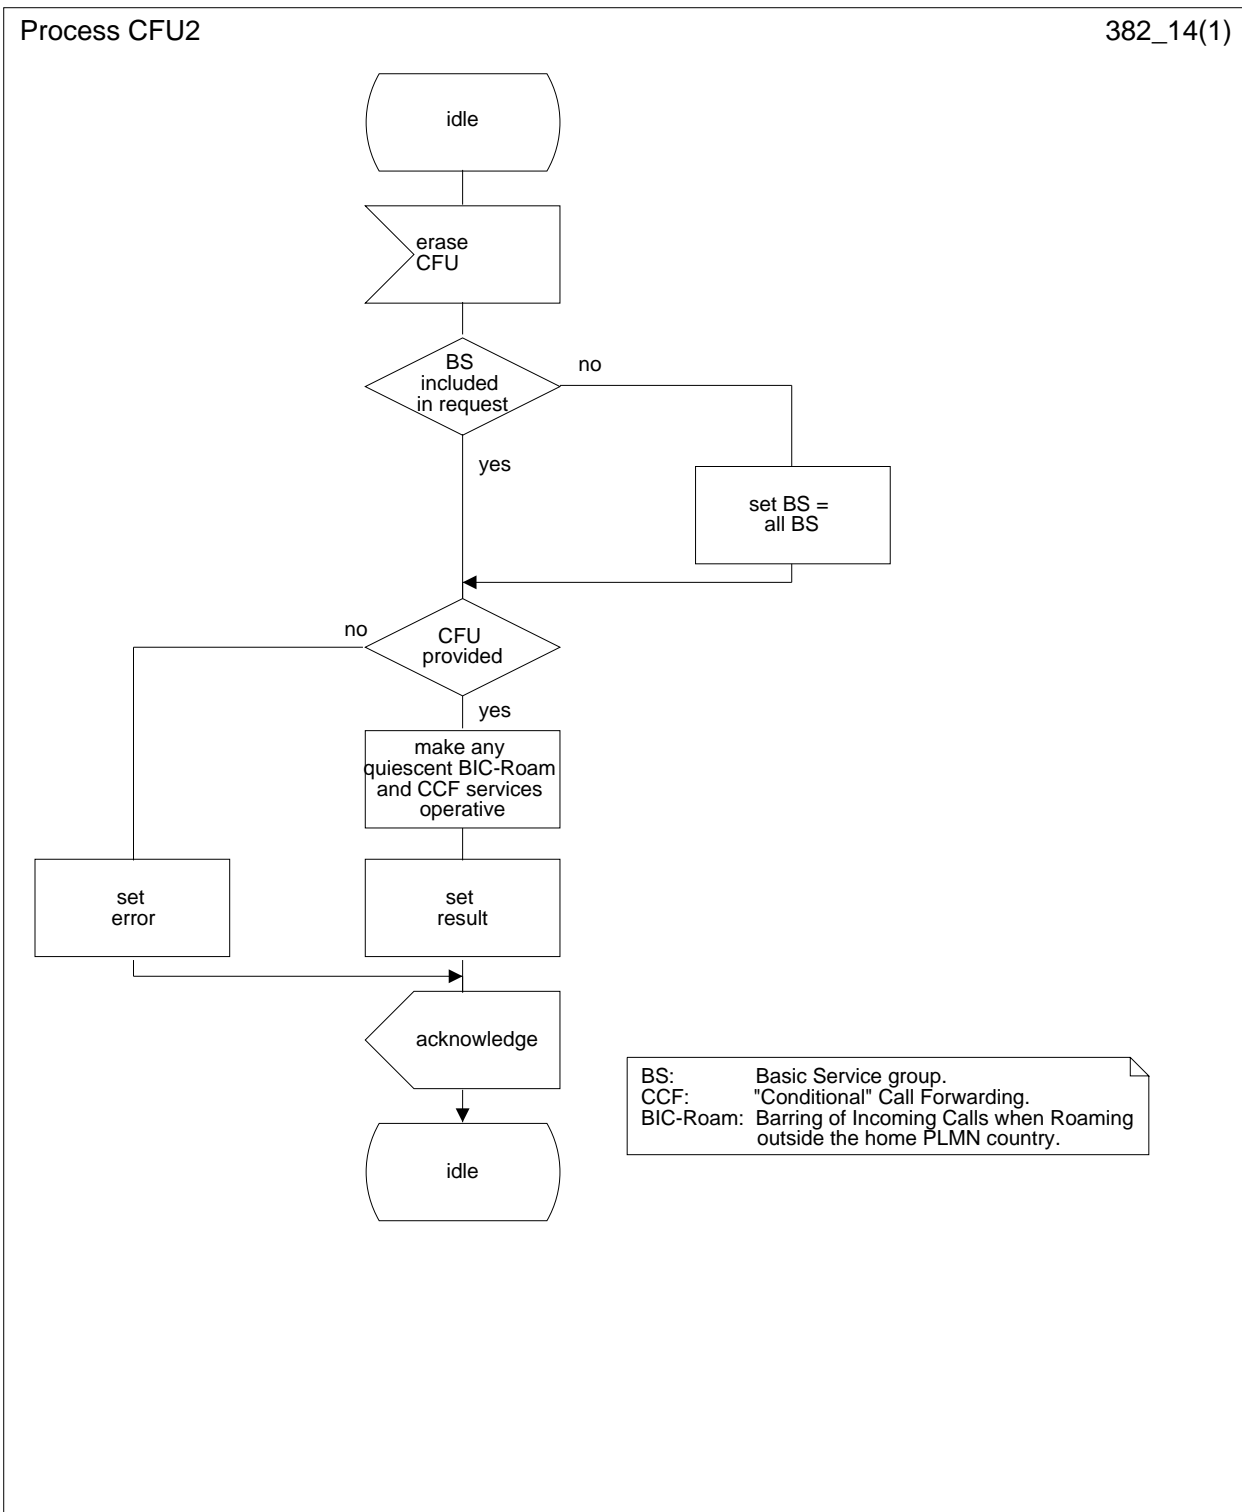 Process CFU2
382_14(1)
idle
erase
CFU
BS
included
in request
no
yes
set BS =
all BS
no
CFU
provided
yes
make any
quiescent BIC-Roam
and CCF services
operative
set
error
set
result
acknowledge
BS: Basic Service group.
CCF: "Conditional" Call Forwarding.
BIC-Roam: Barring of Incoming Calls when Roaming
outside the home PLMN country.
idle